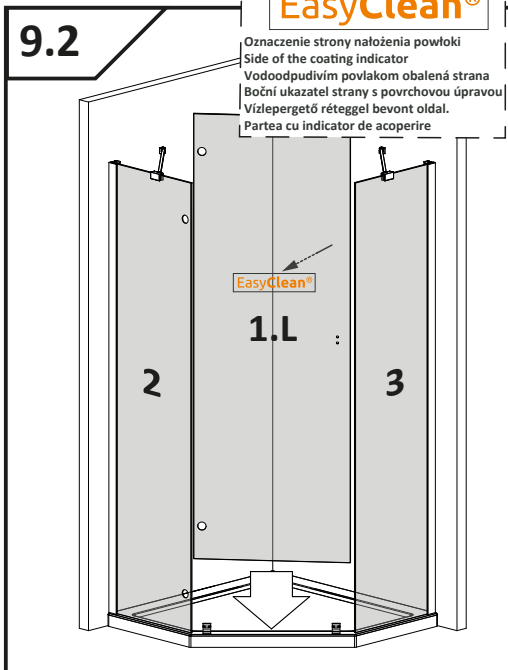 9.2
EasyClean®
Oznaczenie strony nałożenia powłoki
Side of the coating indicator
Vodoodpudivím povlakom obalená strana
Boční ukazatel strany s povrchovou úpravou
Vízlepergető réteggel bevont oldal.
Partea cu indicator de acoperire
EasyClean®
1.L
2
3